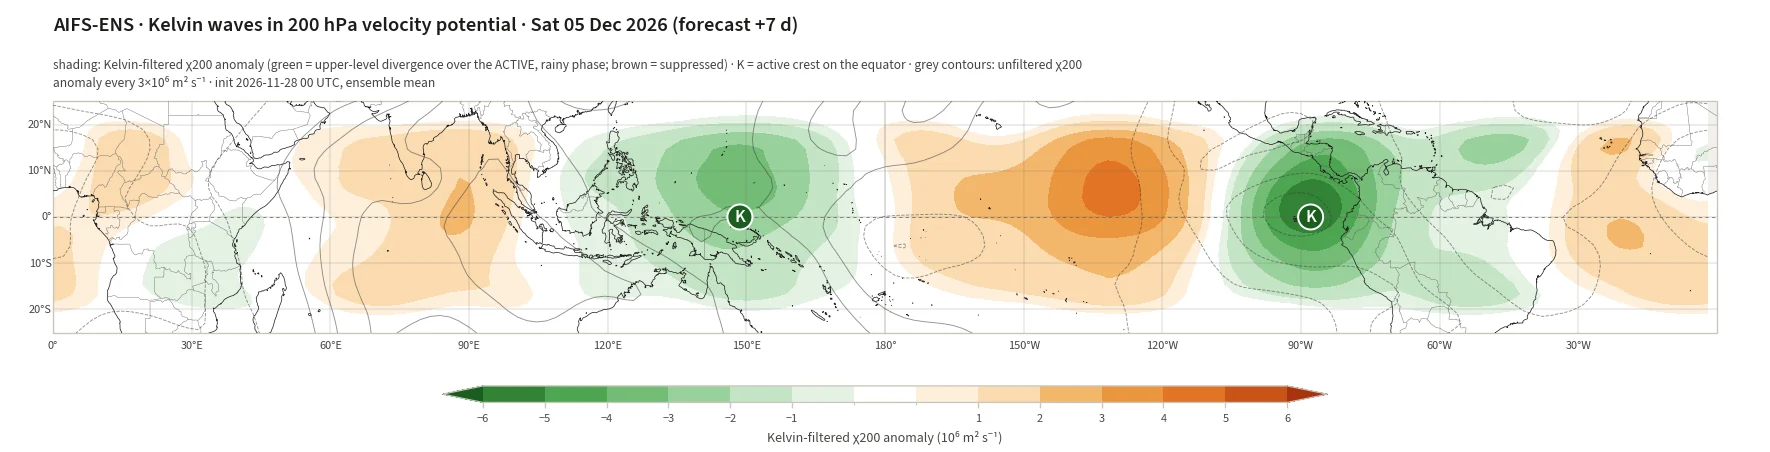 AIFS-ENS · Kelvin waves in 200 hPa velocity potential · Sat 05 Dec 2026 (forecast +7 d)
shading: Kelvin-filtered χ200 anomaly (green = upper-level divergence over the ACTIVE, rainy phase; brown = suppressed) · K = active crest on the equator · grey contours: unfiltered χ200
anomaly every 3×10⁶ m² s⁻¹ · init 2026-11-28 00 UTC, ensemble mean
20°N
10°N
0°
10°S
20°S
K K
0° 30°E 60°E 90°E 120°E 150°E 180° 150°W 120°W 90°W 60°W 30°W
−6 −5 −4 −3 −2 −1 1 2 3 4 5 6
Kelvin-filtered χ200 anomaly (10⁶ m² s⁻¹)